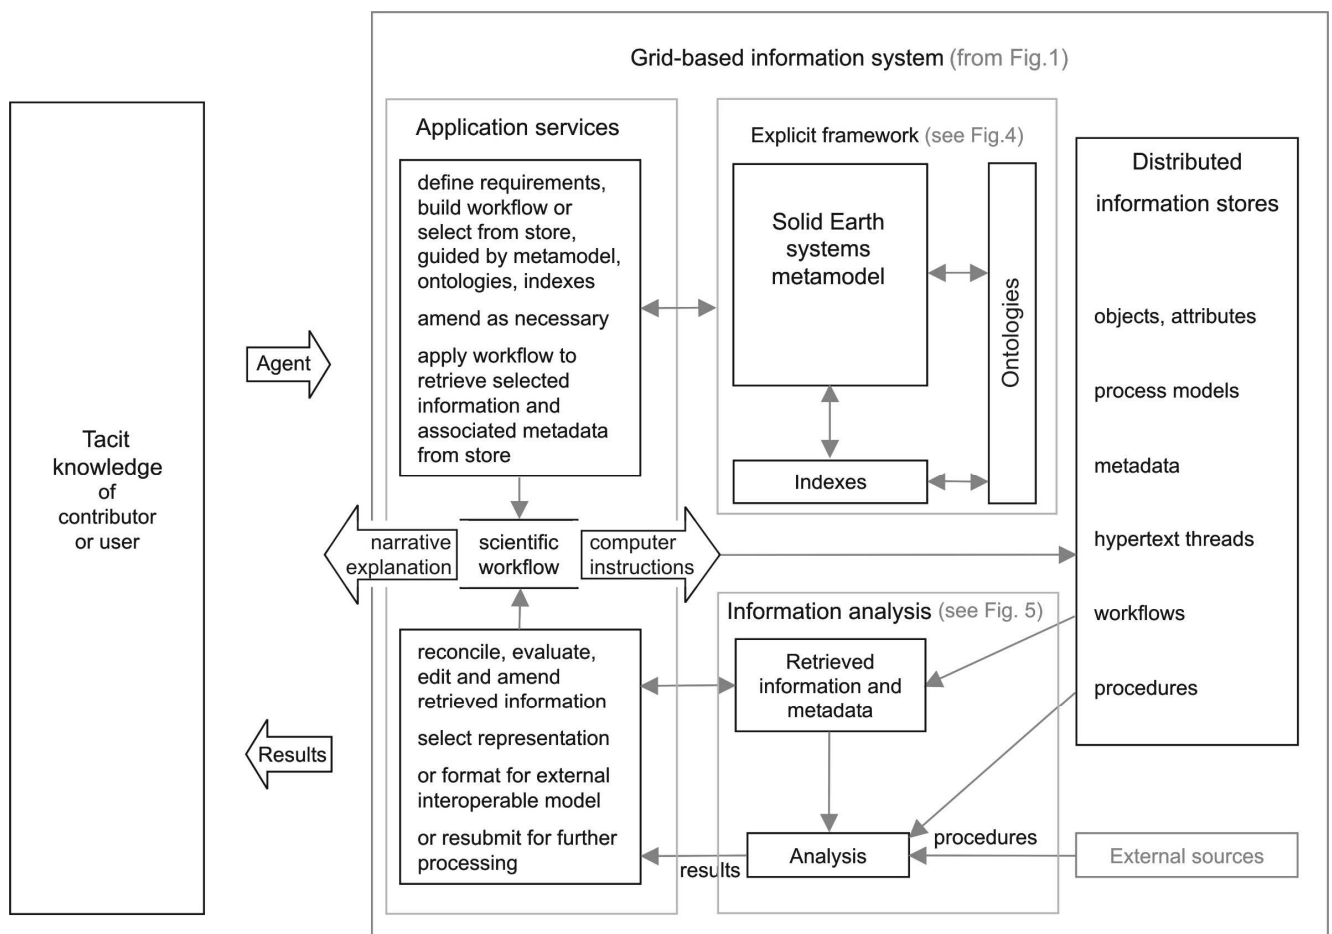 Grid-based information system (from Fig.1)
Tacit
knowledge
of
contributor
or user
Agent
Results
Application services
define requirements,
build workflow or
select from store,
guided by metamodel,
ontologies, indexes
amend as necessary
apply workflow to
retrieve selected
information and
associated metadata
from store
narrative
explanation
scientific
workflow
computer
instructions
reconcile, evaluate,
edit and amend
retrieved information
select representation
or format for external
interoperable model
or resubmit for further
processing
Explicit framework (see Fig.4)
Solid Earth
systems
metamodel
Ontologies
Indexes
Information analysis (see Fig. 5)
Retrieved
information and
metadata
Analysis
results
procedures
Distributed
information stores
objects, attributes
process models
metadata
hypertext threads
workflows
procedures
External sources